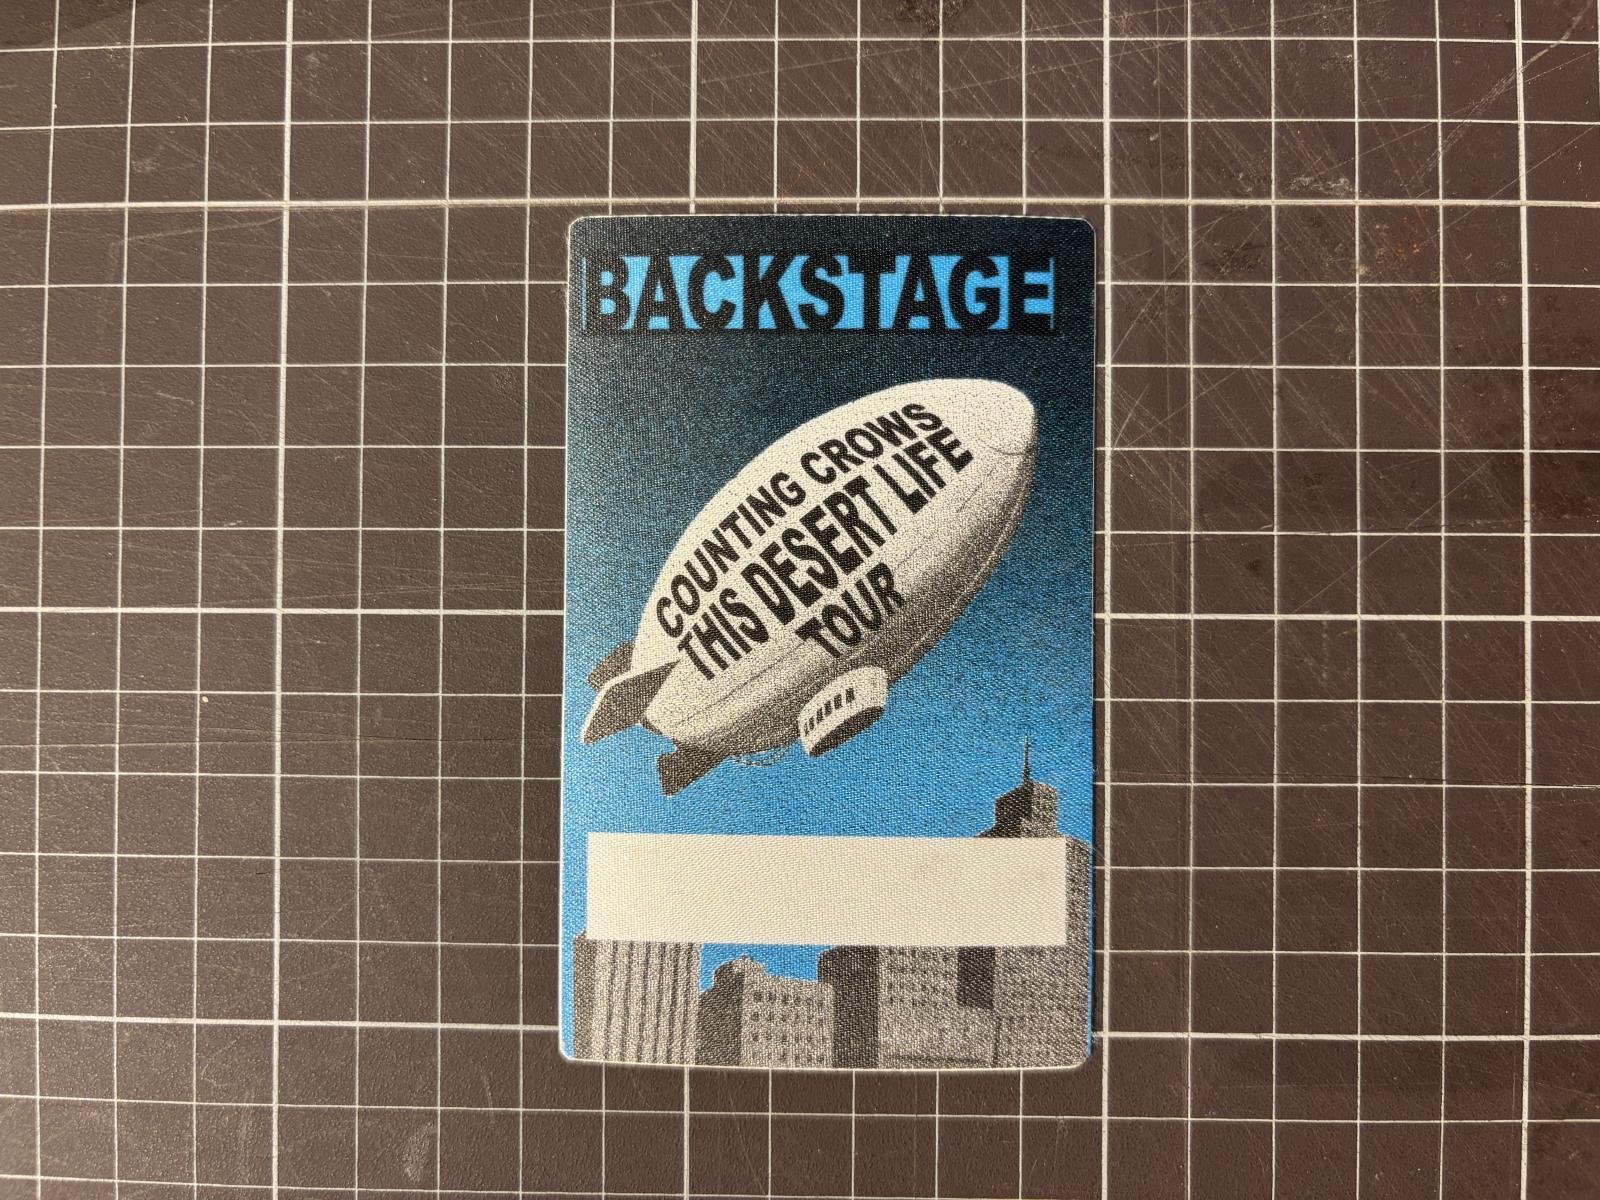 BACKSTAGE
COUNTING CROWS
THIS DESERT LIFE
TOUR